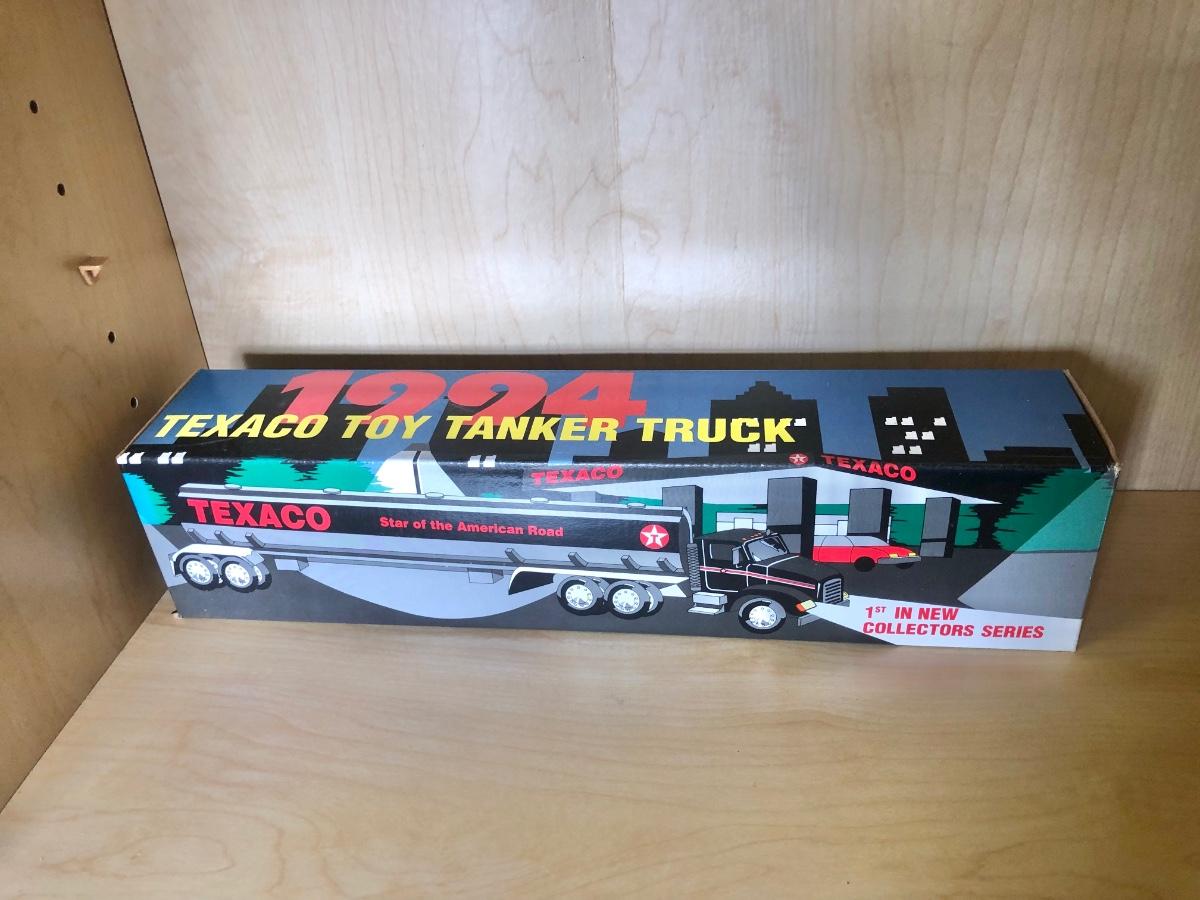 1994
TEXACO TOY TANKER TRUCK
TEXACO
TEXACO
TEXACO
Star of the American Road
T
1ST IN NEW
COLLECTORS SERIES